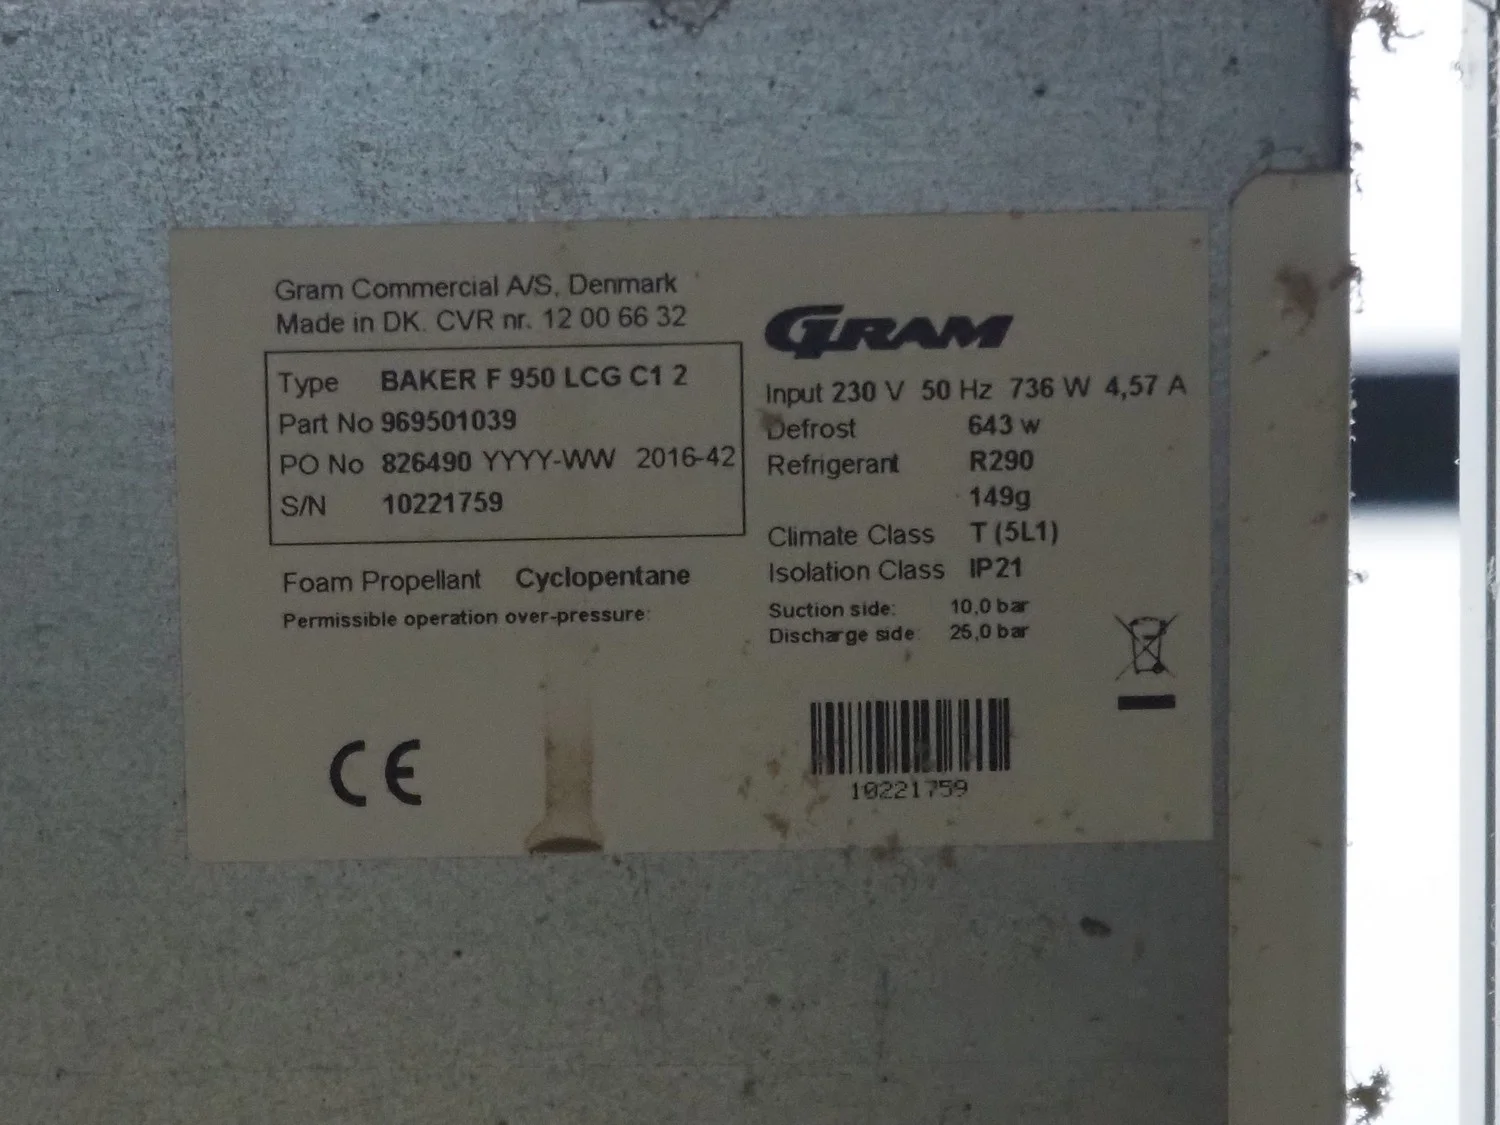 Gram Commercial A/S, Denmark
Made in DK. CVR nr. 12 00 66 32
Type BAKER F 950 LCG C1 2
Part No 969501039
PO No 826490 YYYY-WW 2016-42
S/N 10221759
Foam Propellant Cyclopentane
Permissible operation over-pressure:
GRAM
Input 230 V 50 Hz 736 W 4,57 A
Defrost 643 w
Refrigerant R290
149g
Climate Class T (5L1)
Isolation Class IP21
Suction side: 10,0 bar
Discharge side: 25,0 bar
CE
10221759